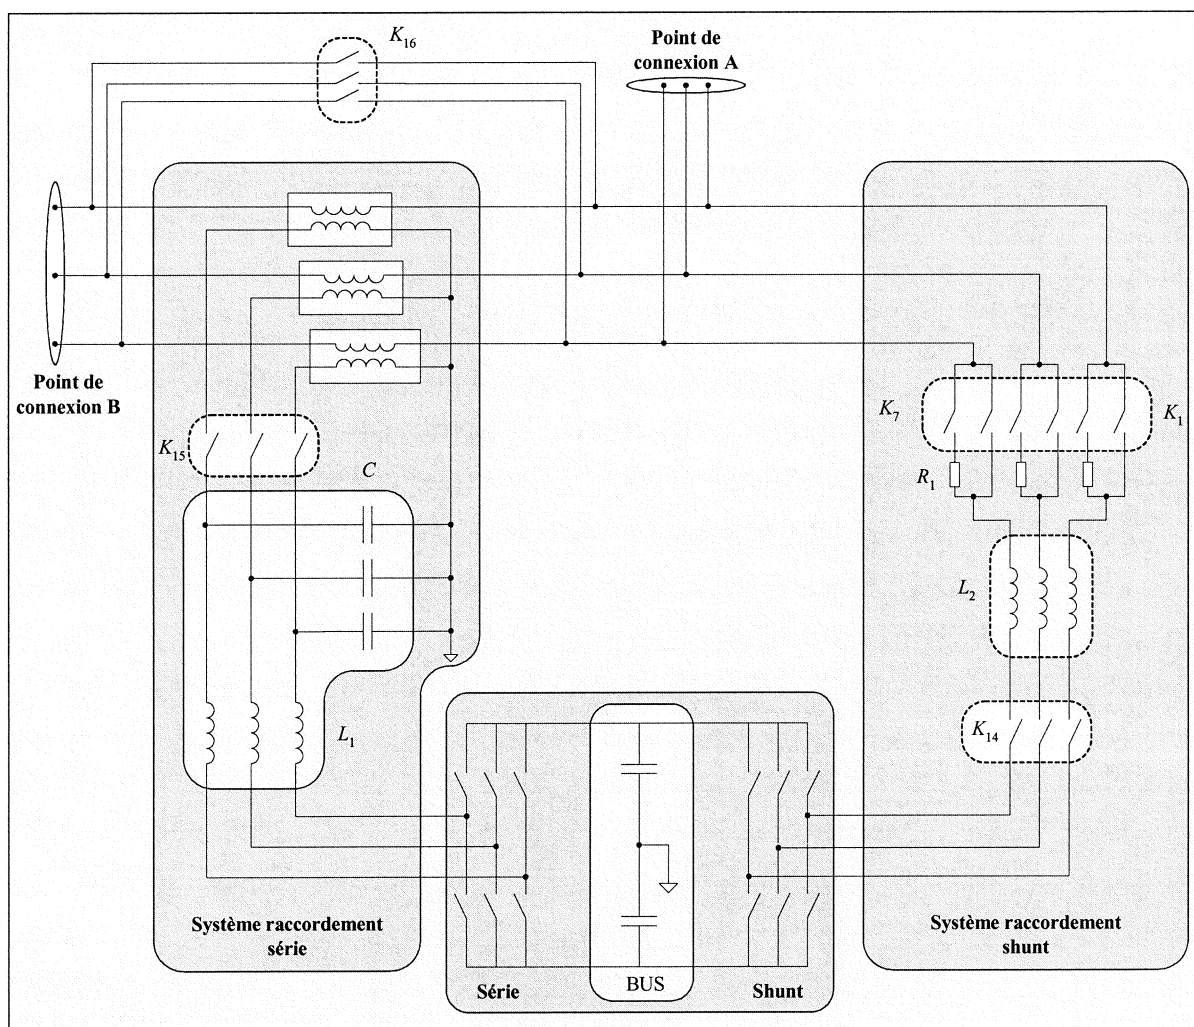 K16
Point de
connexion A
Point de
connexion B
K7
K1
K15
C
R1
L2
L1
K14
Système raccordement
série
Série
BUS
Shunt
Système raccordement
shunt